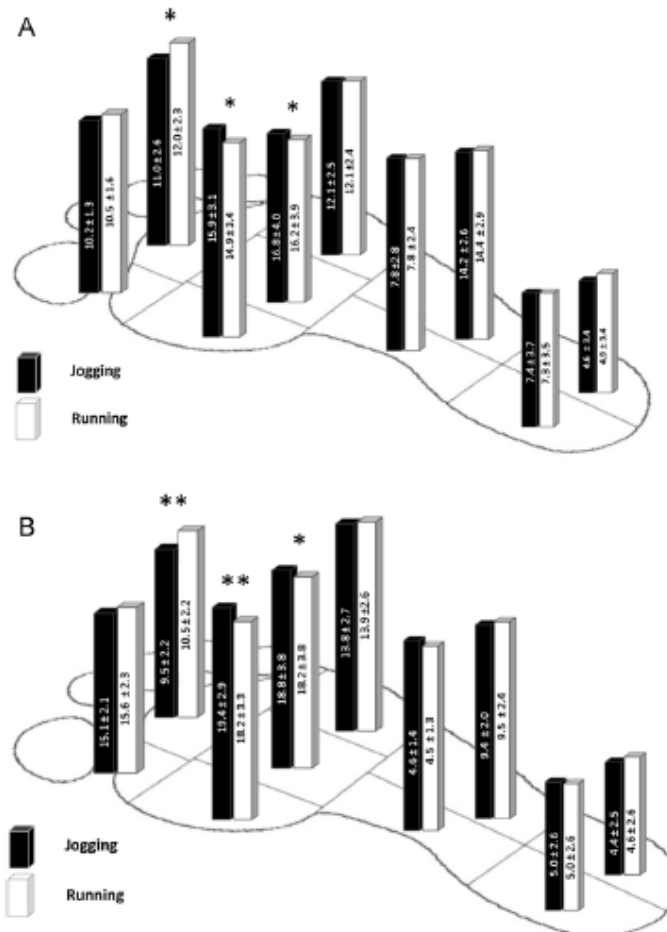 A
*
*
*
10.2 ± 1.3
10.5 ± 1.6
11.0 ± 2.6
12.0 ± 2.3
15.9 ± 3.1
14.9 ± 3.4
16.8 ± 4.0
16.2 ± 3.9
12.1 ± 2.5
12.1 ± 2.4
7.8 ± 2.8
7.8 ± 2.4
14.2 ± 2.6
14.4 ± 2.9
7.4 ± 3.7
4.6 ± 3.4
4.9 ± 3.4
Jogging
Running
B
**
**
*
15.1 ± 2.1
15.6 ± 2.3
9.5 ± 2.2
10.5 ± 2.2
19.4 ± 2.9
18.2 ± 3.3
18.8 ± 3.8
18.2 ± 3.8
13.8 ± 2.7
13.9 ± 2.6
4.6 ± 1.4
4.5 ± 1.3
9.4 ± 2.0
9.5 ± 2.4
5.0 ± 2.6
5.0 ± 2.6
4.4 ± 2.5
4.6 ± 2.6
Jogging
Running